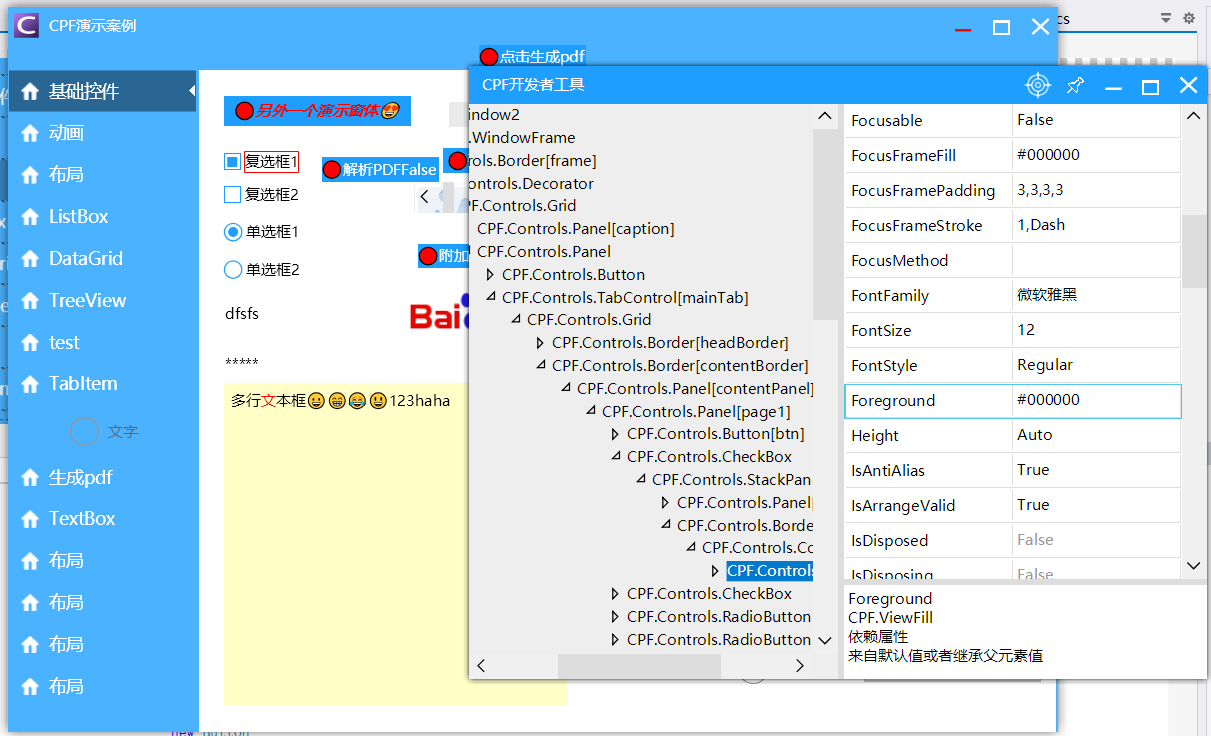 CPF演示案例
cs
点击生成pdf
基础控件
动画
布局
ListBox
DataGrid
TreeView
test
TabItem
文字
生成pdf
TextBox
布局
布局
布局
布局
另外一个演示窗体🤩
复选框1
解析PDFFalse
复选框2
单选框1
附加
单选框2
dfsfs
Bai
*****
多行文本框😀😁😂😃123haha
CPF开发者工具
indow2
.WindowFrame
rols.Border[frame]
ontrols.Decorator
PF.Controls.Grid
CPF.Controls.Panel[caption]
CPF.Controls.Panel
CPF.Controls.Button
CPF.Controls.TabControl[mainTab]
CPF.Controls.Grid
CPF.Controls.Border[headBorder]
CPF.Controls.Border[contentBorder]
CPF.Controls.Panel[contentPanel]
CPF.Controls.Panel[page1]
CPF.Controls.Button[btn]
CPF.Controls.CheckBox
CPF.Controls.StackPan
CPF.Controls.Panel[
CPF.Controls.Borde
CPF.Controls.Co
CPF.Controls
CPF.Controls.CheckBox
CPF.Controls.RadioButton
CPF.Controls.RadioButton
Focusable False
FocusFrameFill #000000
FocusFramePadding 3,3,3,3
FocusFrameStroke 1,Dash
FocusMethod
FontFamily 微软雅黑
FontSize 12
FontStyle Regular
Foreground #000000
Height Auto
IsAntiAlias True
IsArrangeValid True
IsDisposed False
IsDisposing False
Foreground
CPF.ViewFill
依赖属性
来自默认值或者继承父元素值